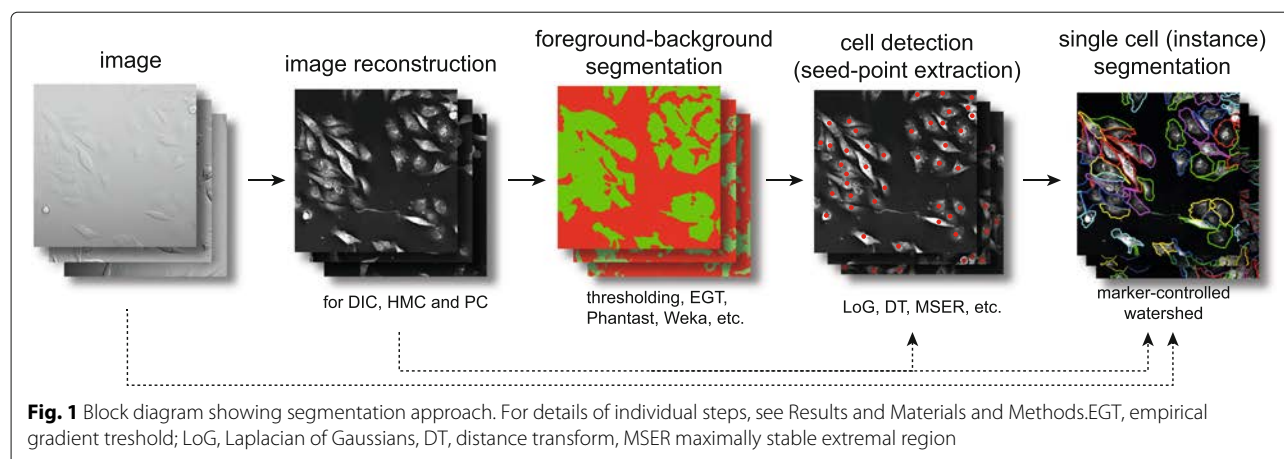 image
image reconstruction
foreground-background
segmentation
cell detection
(seed-point extraction)
single cell (instance)
segmentation
for DIC, HMC and PC
thresholding, EGT,
Phantast, Weka, etc.
LoG, DT, MSER, etc.
marker-controlled
watershed
Fig. 1 Block diagram showing segmentation approach. For details of individual steps, see Results and Materials and Methods.EGT, empirical
gradient treshold; LoG, Laplacian of Gaussians, DT, distance transform, MSER maximally stable extremal region